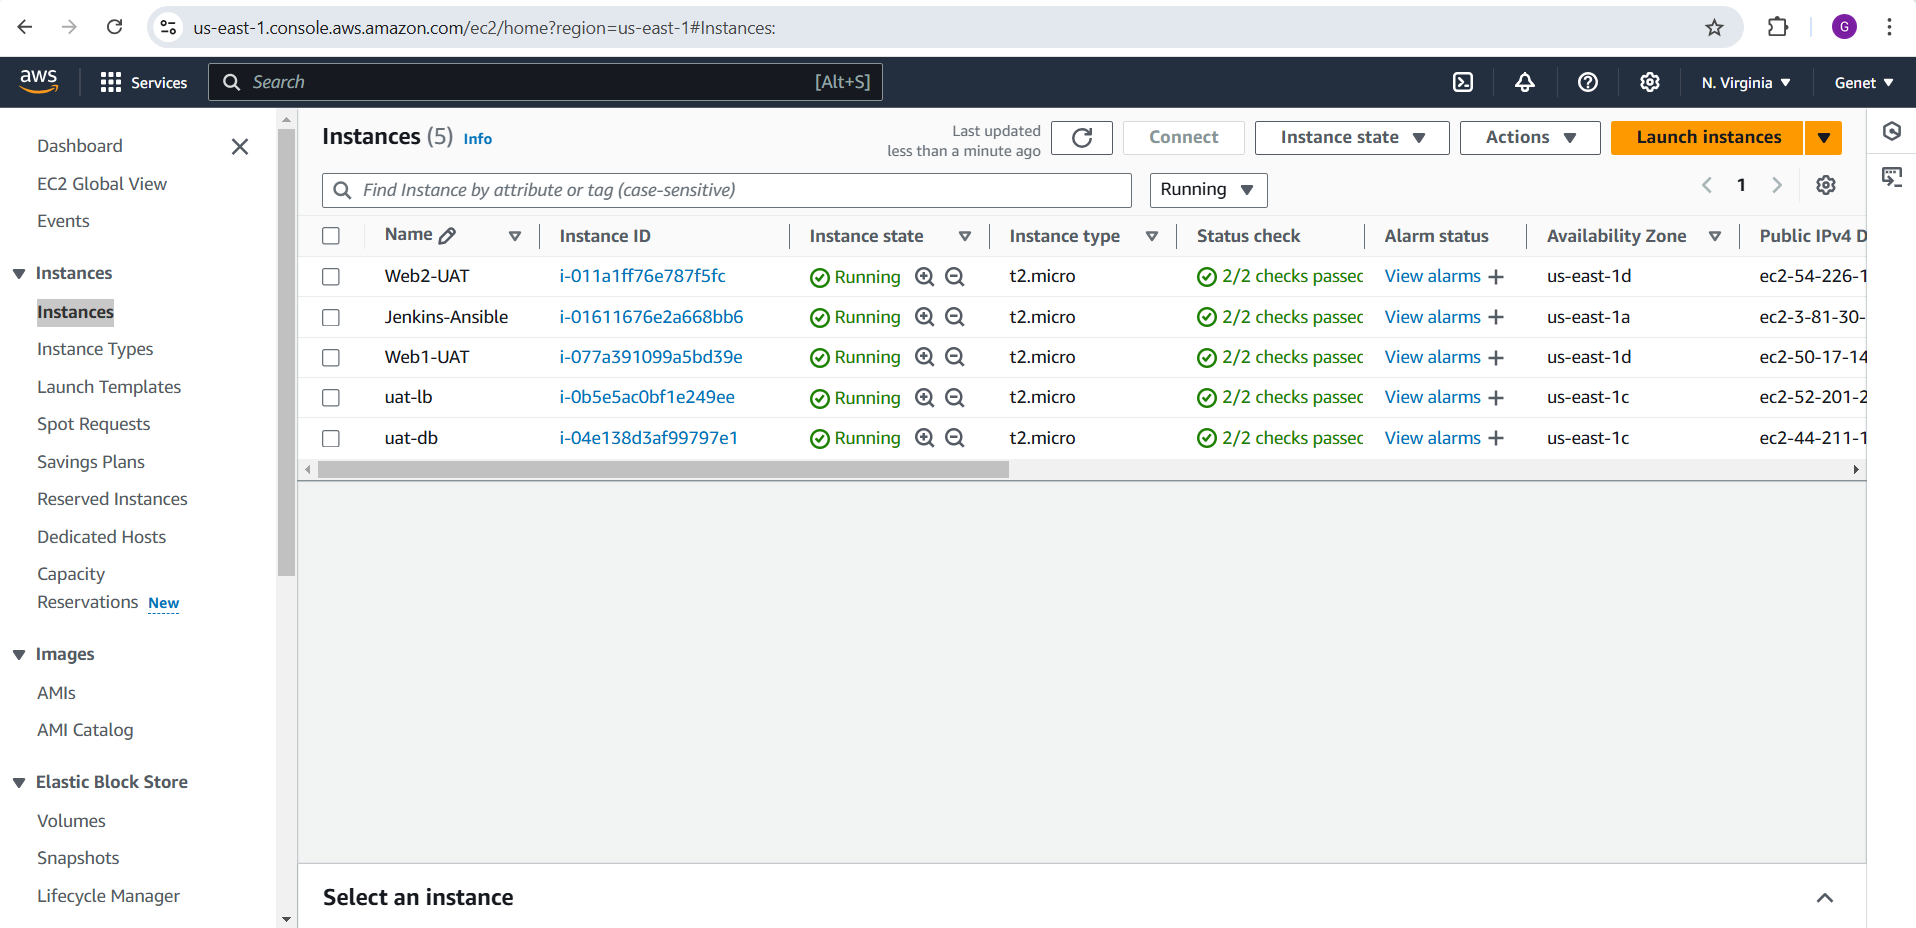 us-east-1.console.aws.amazon.com/ec2/home?region=us-east-1#Instances:
G
aws
Services
Search
[Alt+S]
N. Virginia
Genet
Dashboard
EC2 Global View
Events
Instances
Instances
Instance Types
Launch Templates
Spot Requests
Savings Plans
Reserved Instances
Dedicated Hosts
Capacity
Reservations New
Images
AMIs
AMI Catalog
Elastic Block Store
Volumes
Snapshots
Lifecycle Manager
Instances (5) Info
Last updated
less than a minute ago
Connect
Instance state
Actions
Launch instances
Find Instance by attribute or tag (case-sensitive)
Running
1
Name Instance ID Instance state Instance type Status check Alarm status Availability Zone Public IPv4 D
Web2-UAT i-011a1ff76e787f5fc Running t2.micro 2/2 checks passed View alarms + us-east-1d ec2-54-226-1
Jenkins-Ansible i-01611676e2a668bb6 Running t2.micro 2/2 checks passed View alarms + us-east-1a ec2-3-81-30-
Web1-UAT i-077a391099a5bd39e Running t2.micro 2/2 checks passed View alarms + us-east-1d ec2-50-17-14
uat-lb i-0b5e5ac0bf1e249ee Running t2.micro 2/2 checks passed View alarms + us-east-1c ec2-52-201-2
uat-db i-04e138d3af99797e1 Running t2.micro 2/2 checks passed View alarms + us-east-1c ec2-44-211-1
Select an instance